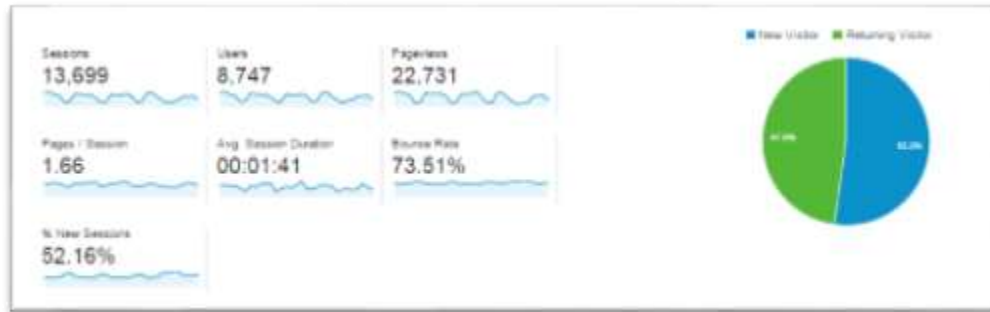 Sessions
13,699
Users
8,747
Pageviews
22,731
Pages / Session
1.66
Avg. Session Duration
00:01:41
Bounce Rate
73.51%
% New Sessions
52.16%
New Visitor
Returning Visitor